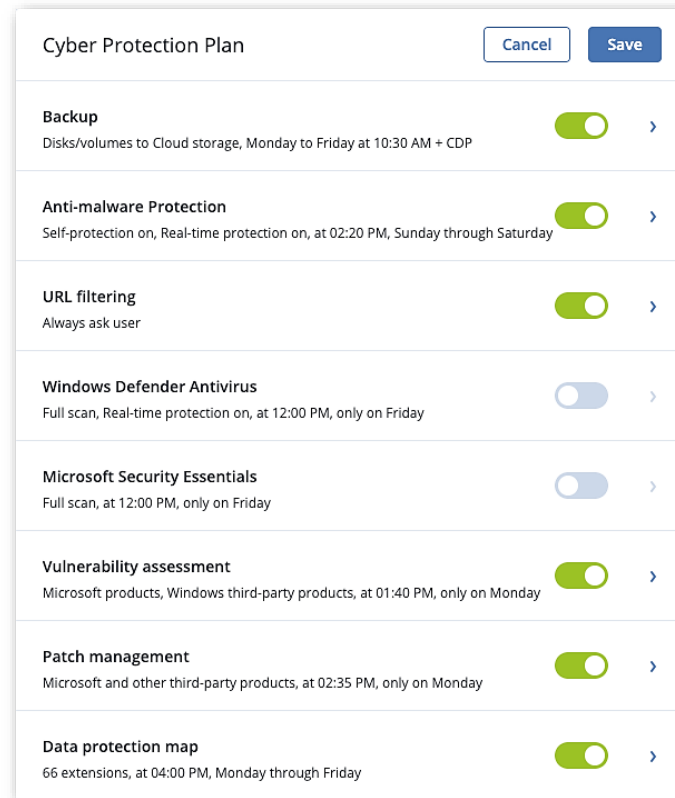 Cyber Protection Plan
Cancel
Save
Backup
Disks/volumes to Cloud storage, Monday to Friday at 10:30 AM + CDP
Anti-malware Protection
Self-protection on, Real-time protection on, at 02:20 PM, Sunday through Saturday
URL filtering
Always ask user
Windows Defender Antivirus
Full scan, Real-time protection on, at 12:00 PM, only on Friday
Microsoft Security Essentials
Full scan, at 12:00 PM, only on Friday
Vulnerability assessment
Microsoft products, Windows third-party products, at 01:40 PM, only on Monday
Patch management
Microsoft and other third-party products, at 02:35 PM, only on Monday
Data protection map
66 extensions, at 04:00 PM, Monday through Friday